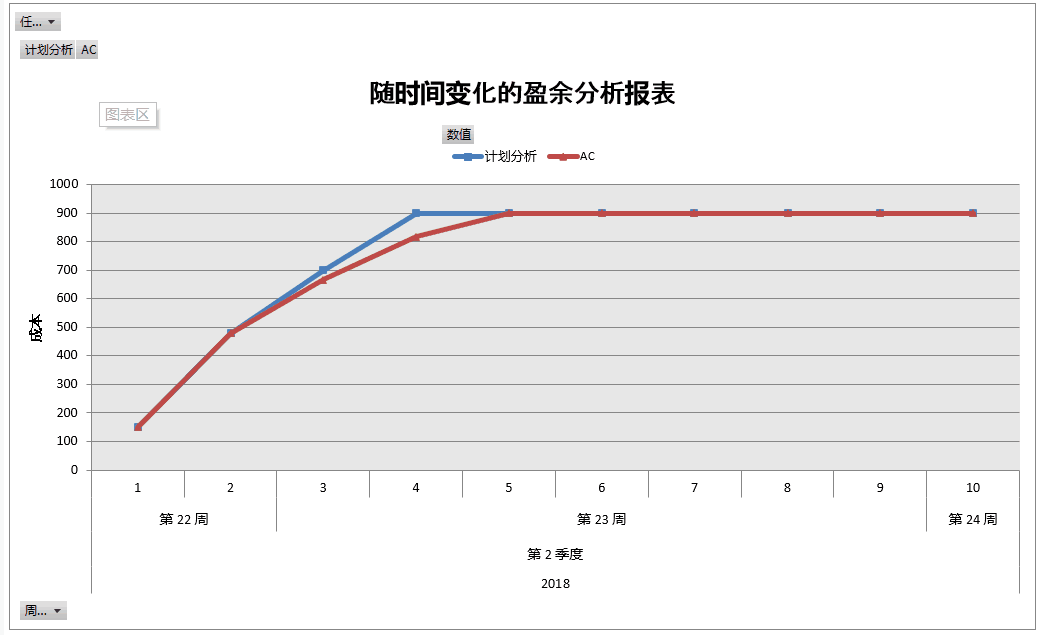 任...
计划分析 AC
随时间变化的盈余分析报表
图表区
数值
计划分析 AC
1000
900
800
700
600
500
400
300
200
100
0
成本
1 2 3 4 5 6 7 8 9 10
第 22 周 第 23 周 第 24 周
第 2 季度
2018
周...